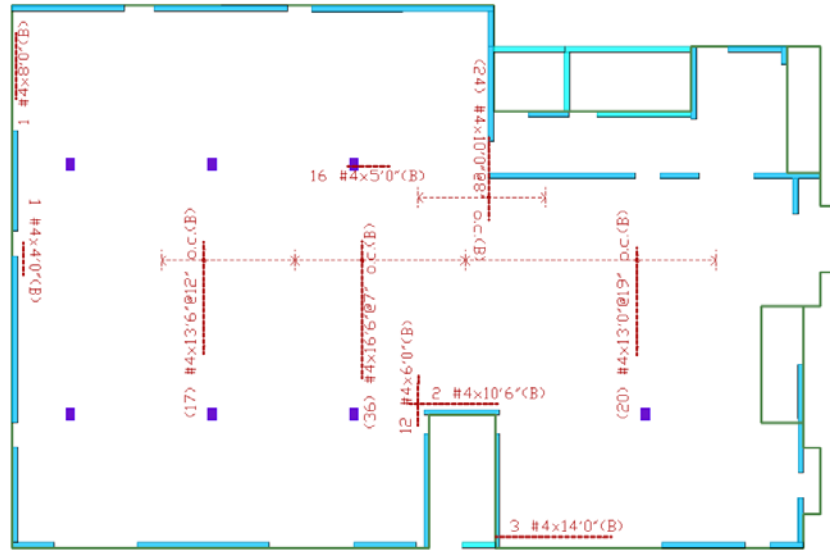 1 #4x8'0"(B)
(24) #4x10'0"@8" o.c.(B)
16 #4x5'0"(B)
1 #4x4'0"(B)
(17) #4x13'6"@12" o.c.(B)
(36) #4x16'6"@7" o.c.(B)
(20) #4x13'0"@19" o.c.(B)
12 #4x6'0"(B)
2 #4x10'6"(B)
3 #4x14'0"(B)